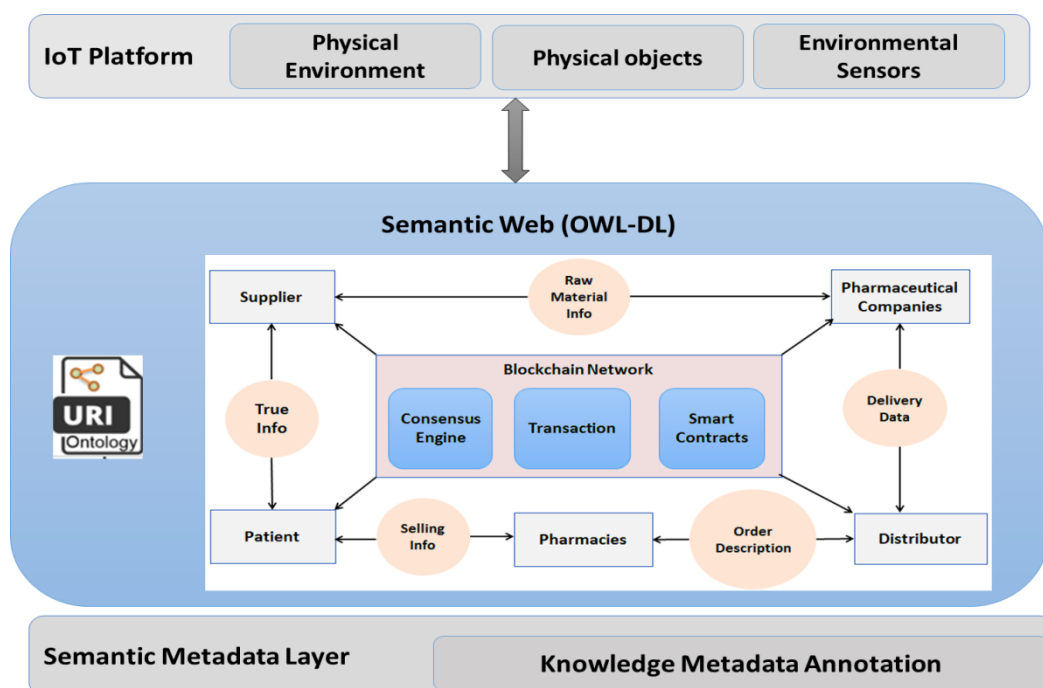 IoT Platform
Physical
Environment
Physical objects
Environmental
Sensors
Semantic Web (OWL-DL)
Supplier
Raw
Material
Info
Pharmaceutical
Companies
Blockchain Network
Consensus
Engine
Transaction
Smart
Contracts
URI
Ontology
True
Info
Delivery
Data
Patient
Selling
Info
Pharmacies
Order
Description
Distributor
Semantic Metadata Layer
Knowledge Metadata Annotation